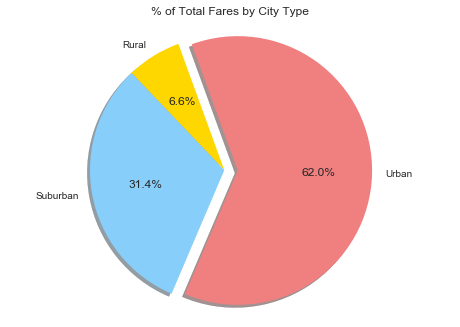 % of Total Fares by City Type
Rural
6.6%
62.0%
Urban
31.4%
Suburban